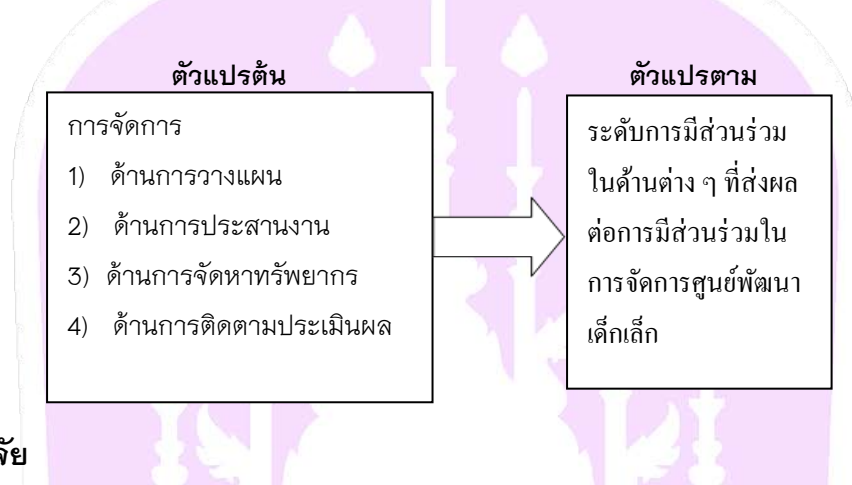 ตัวแปรต้น
การจัดการ
1) ด้านการวางแผน
2) ด้านการประสานงาน
3) ด้านการจัดหาทรัพยากร
4) ด้านการติดตามประเมินผล
ตัวแปรตาม
ระดับการมีส่วนร่วม
ในด้านต่าง ๆ ที่ส่งผล
ต่อการมีส่วนร่วมใน
การจัดการศูนย์พัฒนา
เด็กเล็ก